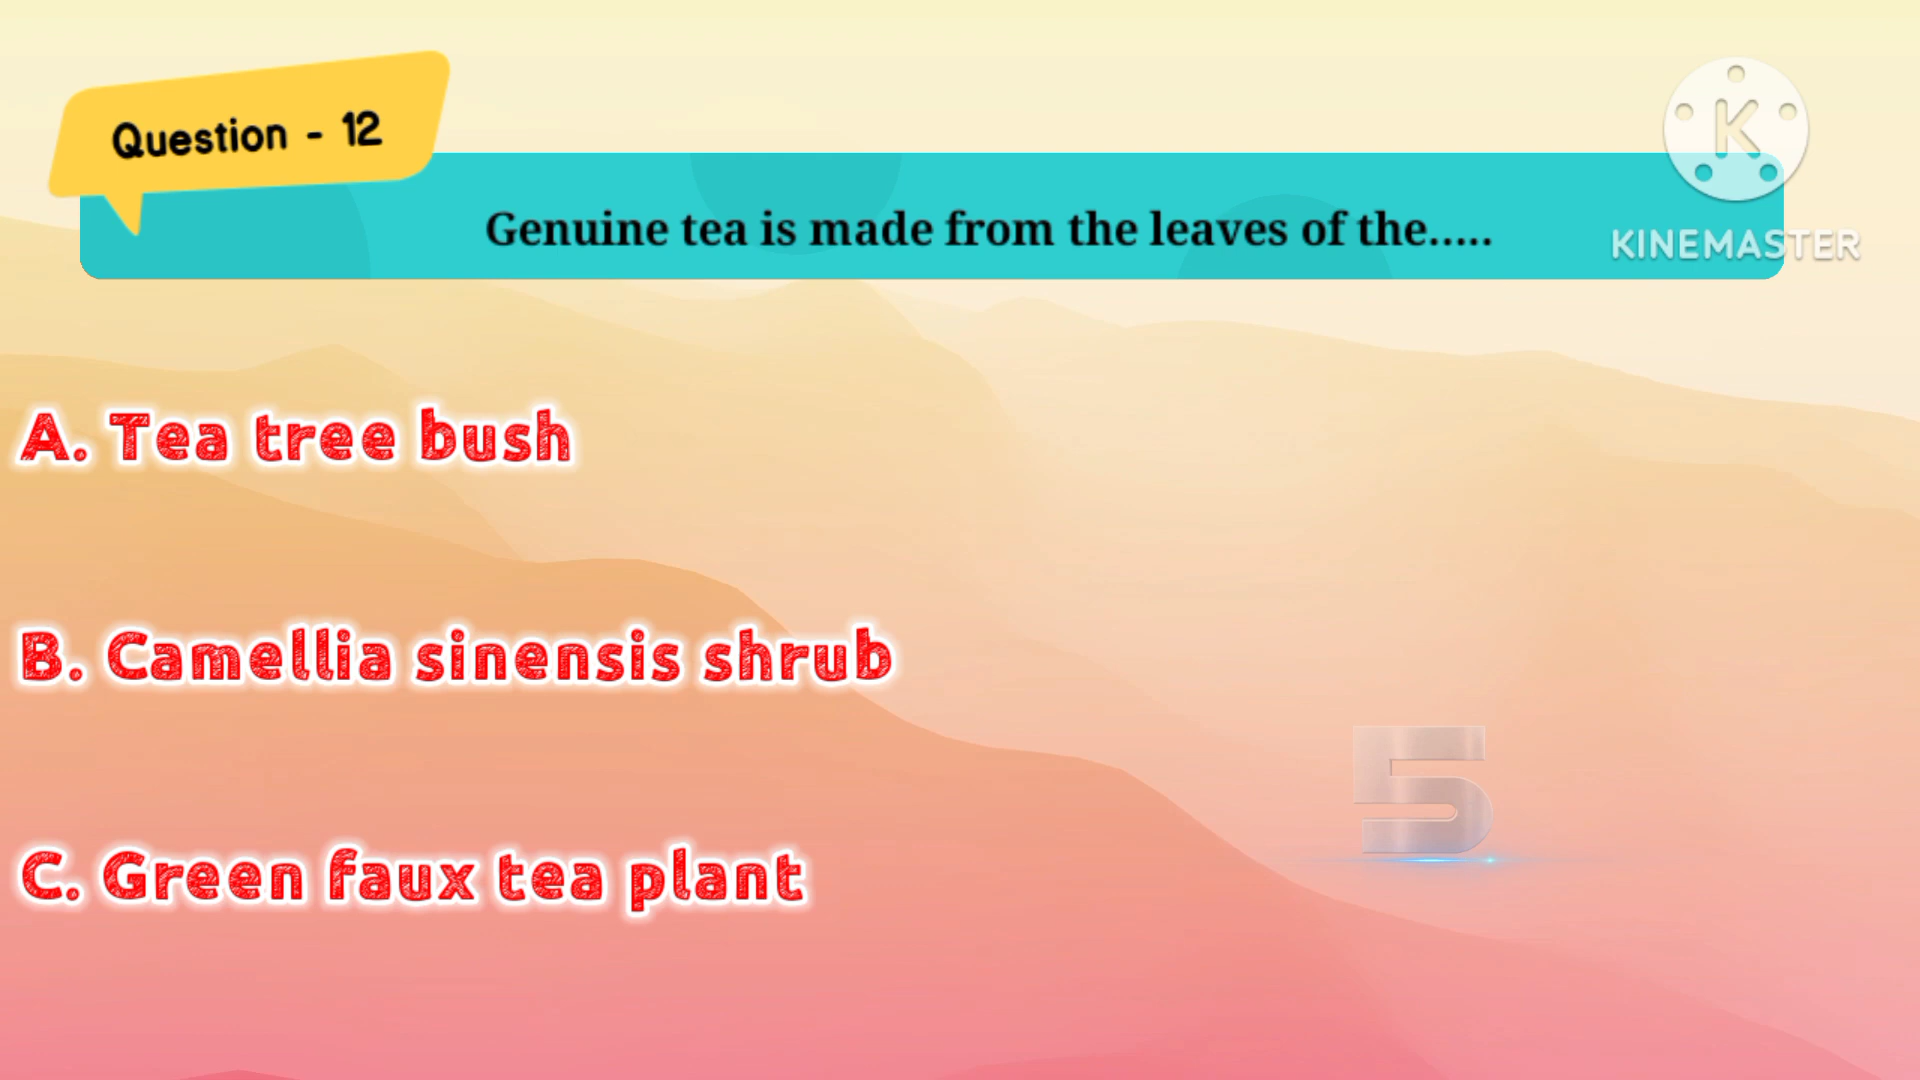 Question - 12
Genuine tea is made from the leaves of the.....
K
KINEMASTER
A. Tea tree bush
B. Camellia sinensis shrub
5
C. Green faux tea plant